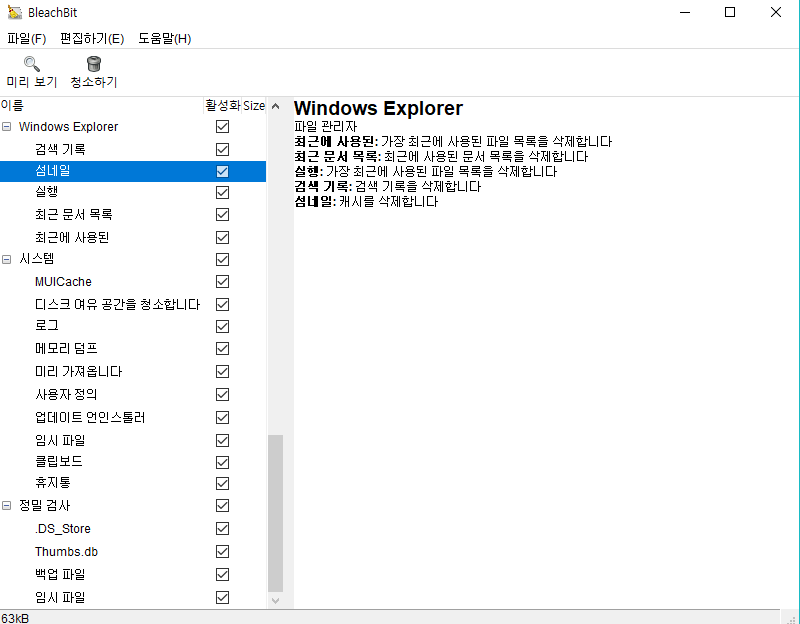 BleachBit
파일(F) 편집하기(E) 도움말(H)
미리 보기 청소하기
이름 활성화 Size
Windows Explorer
검색 기록
섬네일
실행
최근 문서 목록
최근에 사용된
시스템
MUICache
디스크 여유 공간을 청소합니다
로그
메모리 덤프
미리 가져옵니다
사용자 정의
업데이트 언인스톨러
임시 파일
클립보드
휴지통
정밀 검사
.DS_Store
Thumbs.db
백업 파일
임시 파일
Windows Explorer
파일 관리자
최근에 사용된: 가장 최근에 사용된 파일 목록을 삭제합니다
최근 문서 목록: 최근에 사용된 문서 목록을 삭제합니다
실행: 가장 최근에 사용된 파일 목록을 삭제합니다
검색 기록: 검색 기록을 삭제합니다
섬네일: 캐시를 삭제합니다
63kB